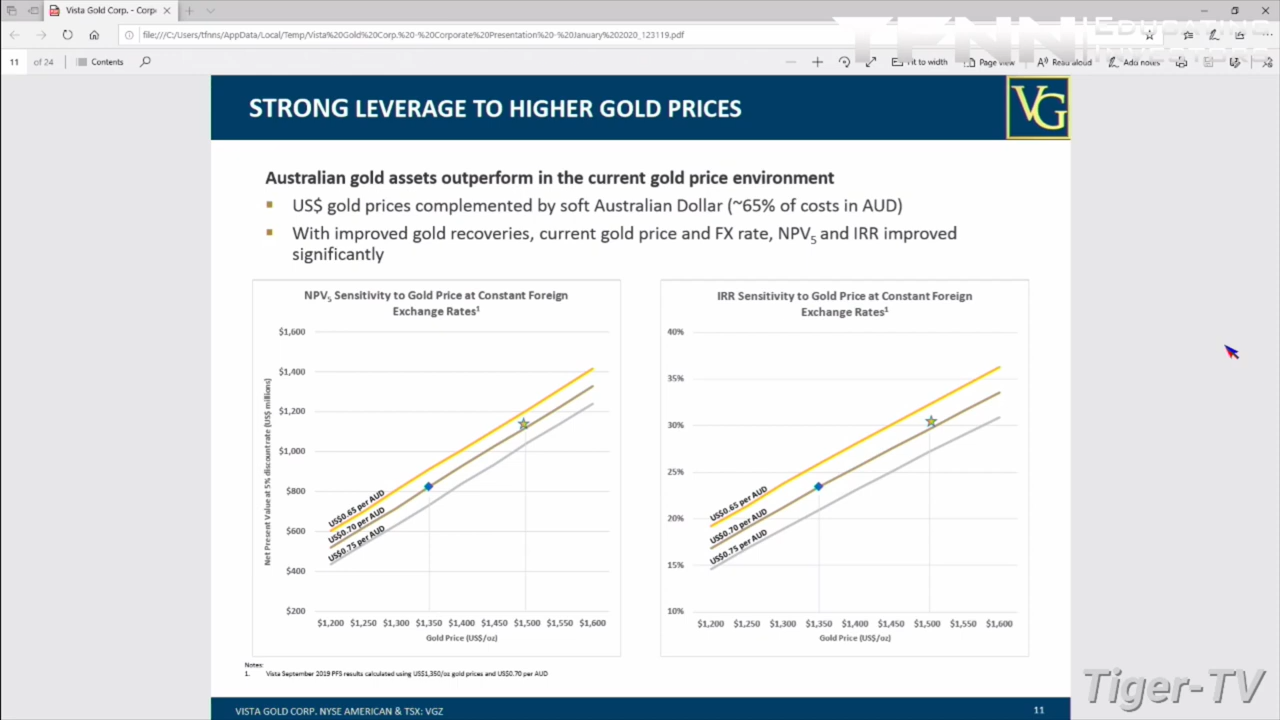 Vista Gold Corp. - Corp
file:///C:/Users/tfnns/AppData/Local/Temp/Vista%20Gold%20Corp.%20-%20Corporate%20Presentation%20-%20January%202020_123119.pdf
TFNN EDUCATING INVESTORS
11 of 24 Contents Fit to width Page view Read aloud Add notes
STRONG LEVERAGE TO HIGHER GOLD PRICES
VG
Australian gold assets outperform in the current gold price environment
US$ gold prices complemented by soft Australian Dollar (~65% of costs in AUD)
With improved gold recoveries, current gold price and FX rate, NPV5 and IRR improved
significantly
NPV5 Sensitivity to Gold Price at Constant Foreign
Exchange Rates1
Net Present Value at 5% discount rate (US$ millions)
$1,600
$1,400
$1,200
$1,000
$800
$600
$400
$200
US$0.65 per AUD
US$0.70 per AUD
US$0.75 per AUD
$1,200 $1,250 $1,300 $1,350 $1,400 $1,450 $1,500 $1,550 $1,600
Gold Price (US$/oz)
IRR Sensitivity to Gold Price at Constant Foreign
Exchange Rates1
40%
35%
30%
25%
20%
15%
10%
US$0.65 per AUD
US$0.70 per AUD
US$0.75 per AUD
$1,200 $1,250 $1,300 $1,350 $1,400 $1,450 $1,500 $1,550 $1,600
Gold Price (US$/oz)
Notes:
1. Vista September 2019 PFS results calculated using US$1,350/oz gold prices and US$0.70 per AUD
VISTA GOLD CORP. NYSE AMERICAN & TSX: VGZ
11
Tiger-TV